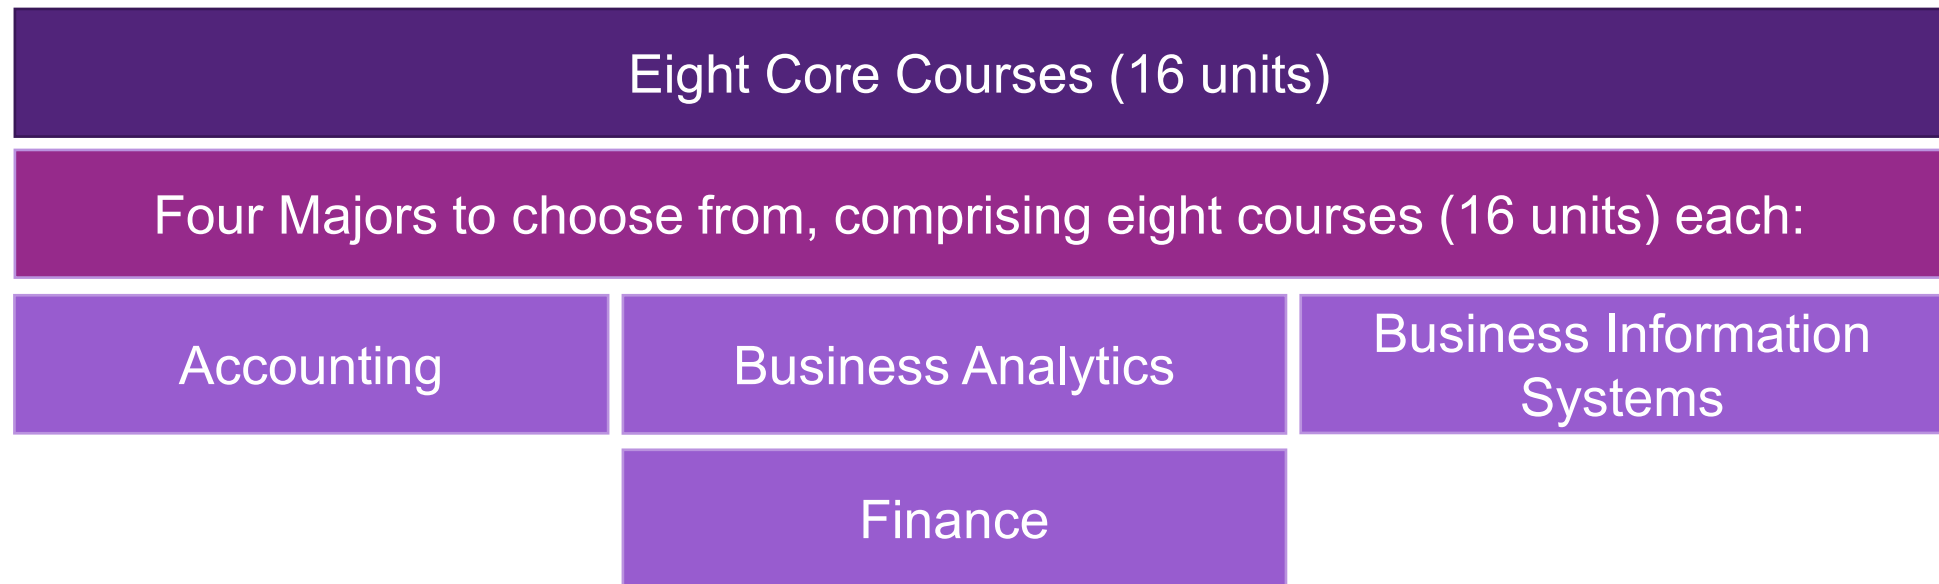 Eight Core Courses (16 units)
Four Majors to choose from, comprising eight courses (16 units) each:
Accounting
Business Analytics
Business Information
Systems
Finance